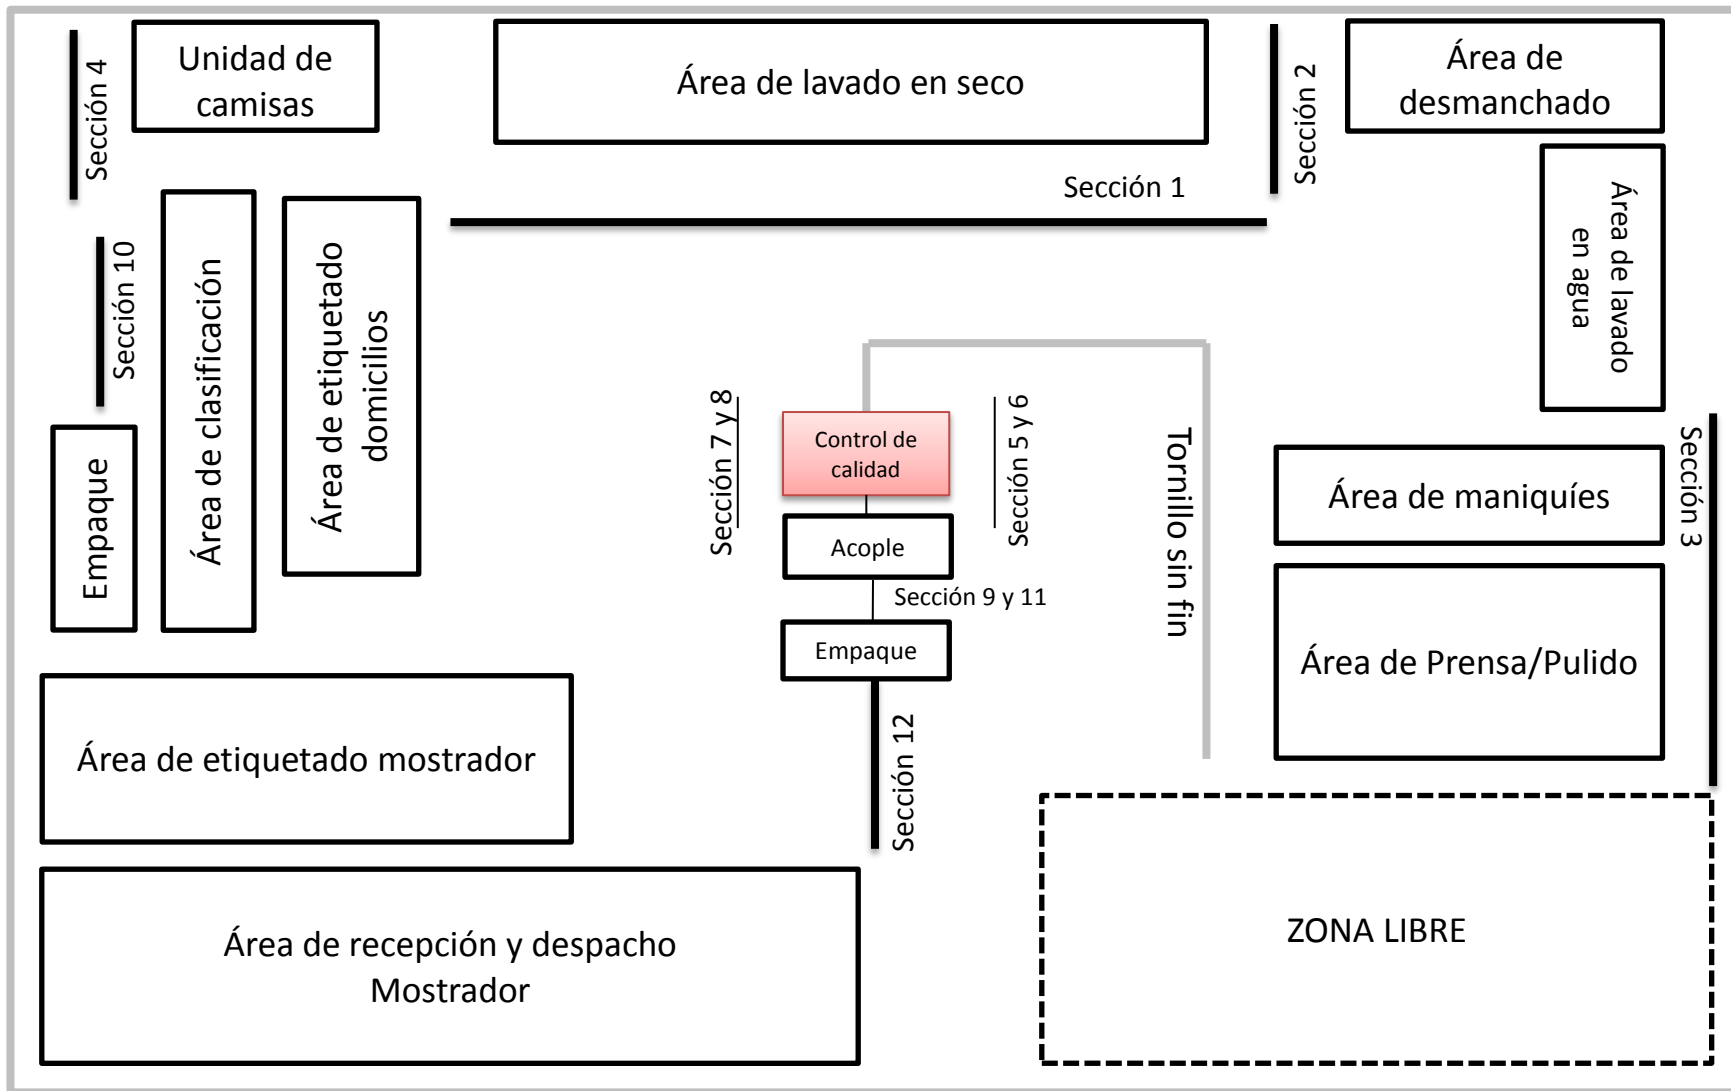 Sección 4
Unidad de
camisas
Área de lavado en seco
Sección 2
Área de
desmanchado
Sección 1
Área de lavado
en agua
Sección 10
Área de clasificación
Área de etiquetado
domicilios
Empaque
Sección 7 y 8
Control de
calidad
Sección 5 y 6
Tornillo sin fin
Área de maniquíes
Sección 3
Acople
Sección 9 y 11
Empaque
Área de Prensa/Pulido
Área de etiquetado mostrador
Sección 12
Área de recepción y despacho
Mostrador
ZONA LIBRE